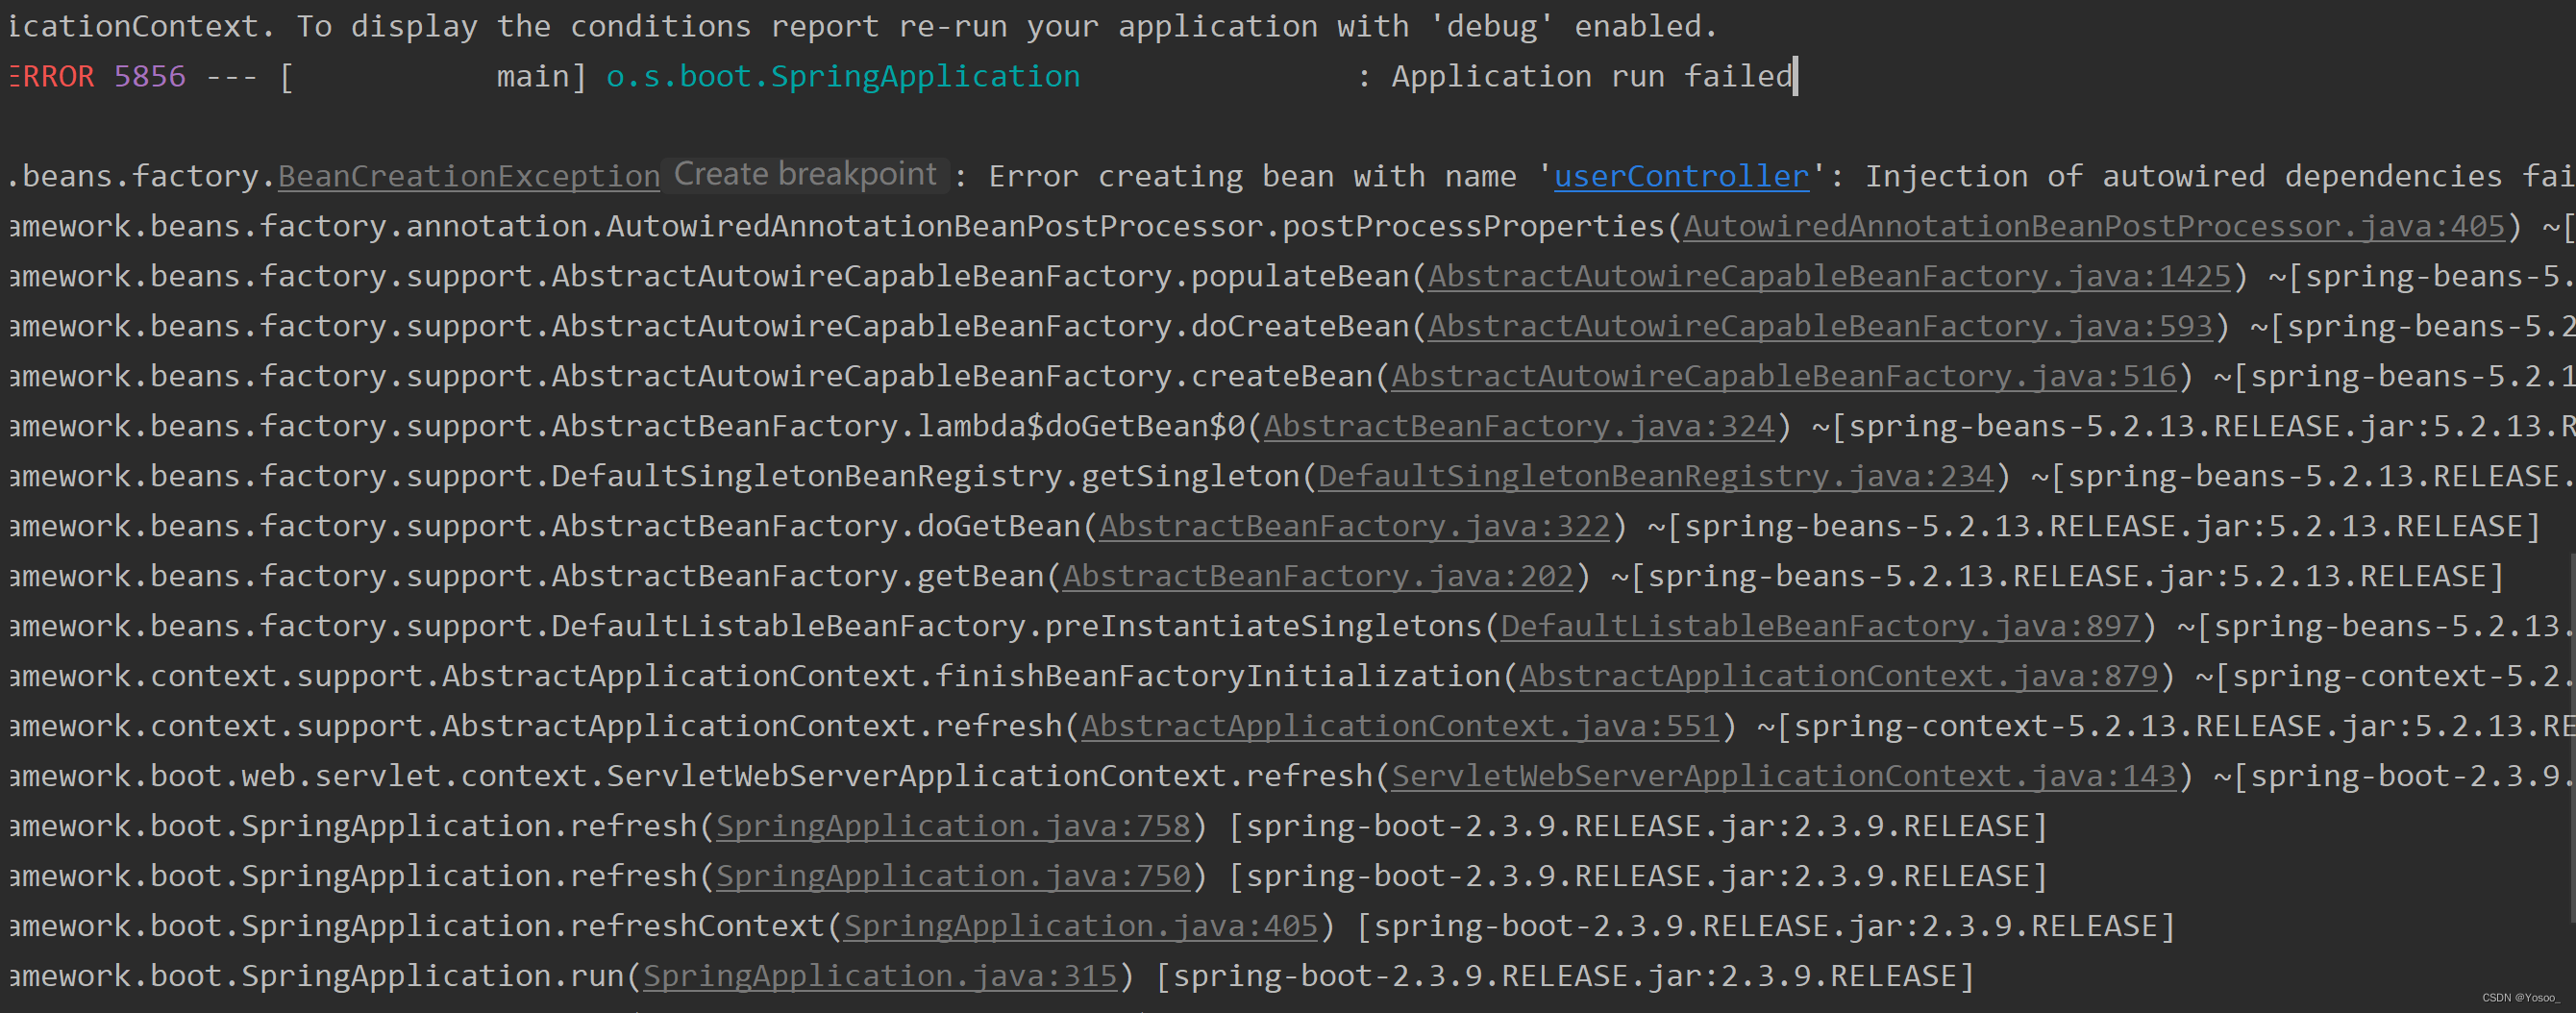 icationContext. To display the conditions report re-run your application with 'debug' enabled.
ERROR 5856 --- [           main] o.s.boot.SpringApplication               : Application run failed
.beans.factory.BeanCreationException Create breakpoint : Error creating bean with name 'userController': Injection of autowired dependencies fai
amework.beans.factory.annotation.AutowiredAnnotationBeanPostProcessor.postProcessProperties(AutowiredAnnotationBeanPostProcessor.java:405) ~[
amework.beans.factory.support.AbstractAutowireCapableBeanFactory.populateBean(AbstractAutowireCapableBeanFactory.java:1425) ~[spring-beans-5.
amework.beans.factory.support.AbstractAutowireCapableBeanFactory.doCreateBean(AbstractAutowireCapableBeanFactory.java:593) ~[spring-beans-5.2
amework.beans.factory.support.AbstractAutowireCapableBeanFactory.createBean(AbstractAutowireCapableBeanFactory.java:516) ~[spring-beans-5.2.1
amework.beans.factory.support.AbstractBeanFactory.lambda$doGetBean$0(AbstractBeanFactory.java:324) ~[spring-beans-5.2.13.RELEASE.jar:5.2.13.R
amework.beans.factory.support.DefaultSingletonBeanRegistry.getSingleton(DefaultSingletonBeanRegistry.java:234) ~[spring-beans-5.2.13.RELEASE.
amework.beans.factory.support.AbstractBeanFactory.doGetBean(AbstractBeanFactory.java:322) ~[spring-beans-5.2.13.RELEASE.jar:5.2.13.RELEASE]
amework.beans.factory.support.AbstractBeanFactory.getBean(AbstractBeanFactory.java:202) ~[spring-beans-5.2.13.RELEASE.jar:5.2.13.RELEASE]
amework.beans.factory.support.DefaultListableBeanFactory.preInstantiateSingletons(DefaultListableBeanFactory.java:897) ~[spring-beans-5.2.13.
amework.context.support.AbstractApplicationContext.finishBeanFactoryInitialization(AbstractApplicationContext.java:879) ~[spring-context-5.2.
amework.context.support.AbstractApplicationContext.refresh(AbstractApplicationContext.java:551) ~[spring-context-5.2.13.RELEASE.jar:5.2.13.RE
amework.boot.web.servlet.context.ServletWebServerApplicationContext.refresh(ServletWebServerApplicationContext.java:143) ~[spring-boot-2.3.9.
amework.boot.SpringApplication.refresh(SpringApplication.java:758) [spring-boot-2.3.9.RELEASE.jar:2.3.9.RELEASE]
amework.boot.SpringApplication.refresh(SpringApplication.java:750) [spring-boot-2.3.9.RELEASE.jar:2.3.9.RELEASE]
amework.boot.SpringApplication.refreshContext(SpringApplication.java:405) [spring-boot-2.3.9.RELEASE.jar:2.3.9.RELEASE]
amework.boot.SpringApplication.run(SpringApplication.java:315) [spring-boot-2.3.9.RELEASE.jar:2.3.9.RELEASE]
CSDN @Yosoo_